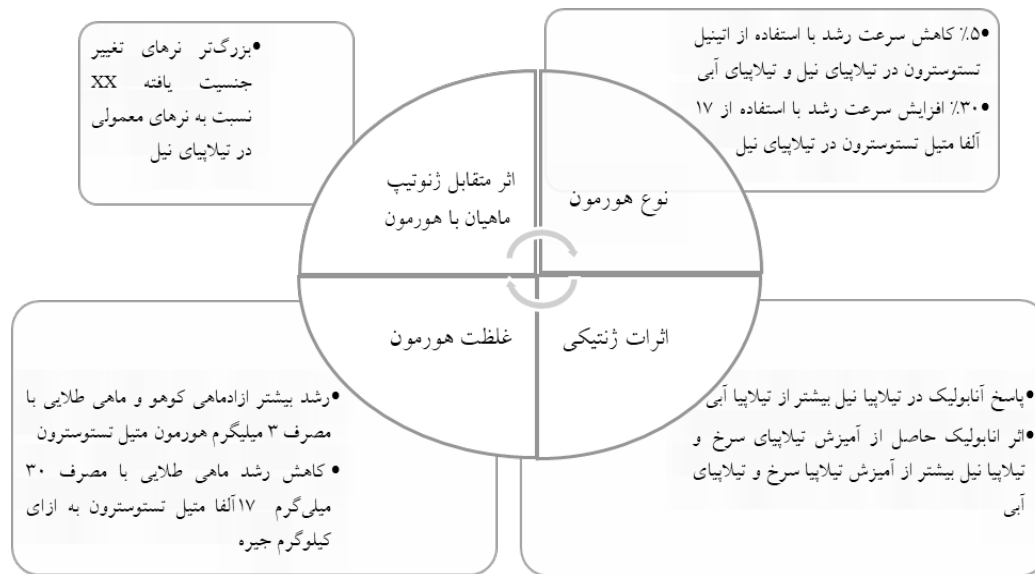 •۵٪ کاهش سرعت رشد با استفاده از اتینیل
تستوسترون در تیلاپیای نیل و تیلاپیای آبی
•۳۰٪ افزایش سرعت رشد با استفاده از ۱۷
آلفا متیل تستوسترون در تیلاپیای نیل
•بزرگ‌تر نرهای تغییر
جنسیت یافته XX
نسبت به نرهای معمولی
در تیلاپیای نیل
نوع هورمون
اثر متقابل ژنوتیپ
ماهیان با هورمون
اثرات ژنتیکی
غلظت هورمون
•پاسخ آنابولیک در تیلاپیا نیل بیشتر از تیلاپیا آبی
•اثر انابولیک حاصل از آمیزش تیلاپیای سرخ و
تیلاپیا نیل بیشتر از آمیزش تیلاپیا سرخ و تیلاپیای
آبی
•رشد بیشتر ازادماهی کوهو و ماهی طلایی با
مصرف ۳ میلیگرم هورمون متیل تستوسترون
• کاهش رشد ماهی طلایی با مصرف ۳۰
میلی‌گرم ۱۷آلفا متیل تستوسترون به ازای
کیلوگرم جیره